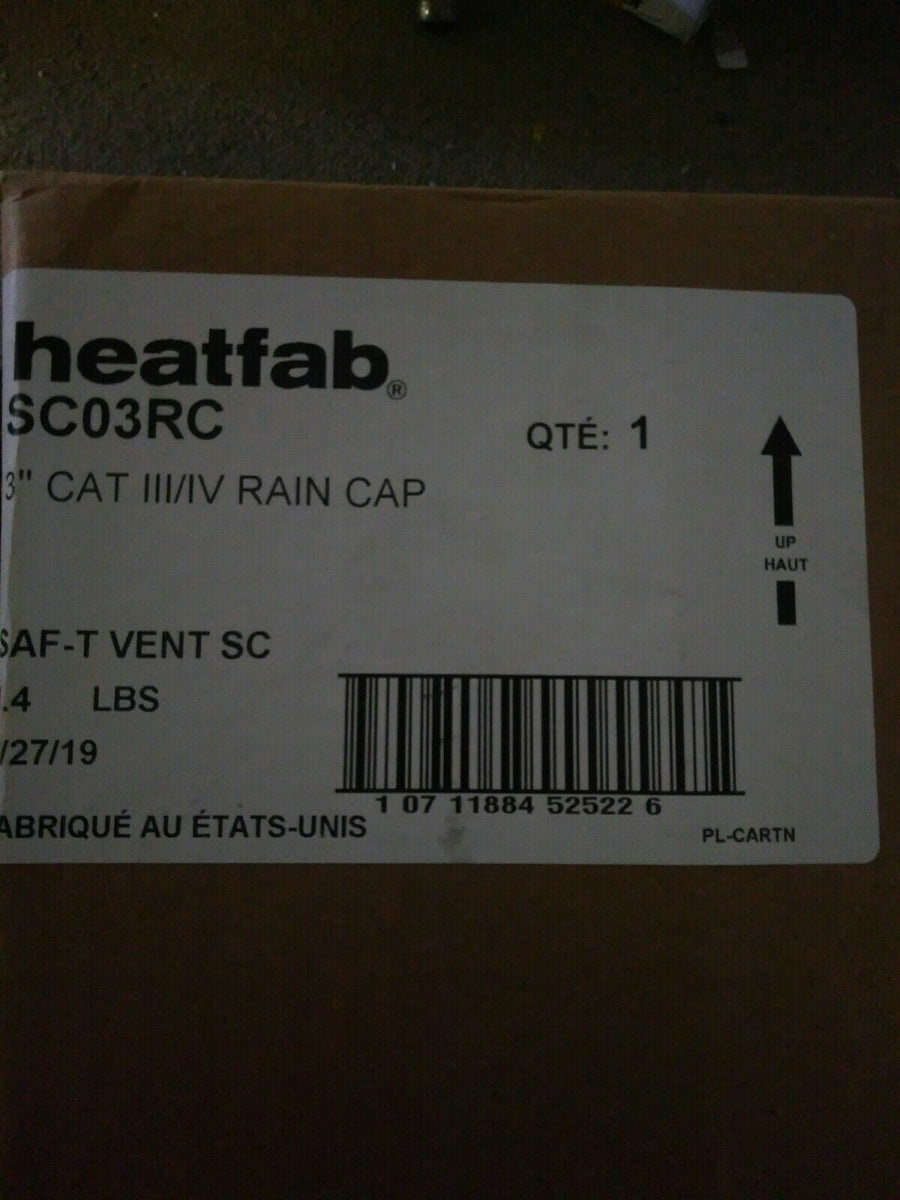 heatfab®
SC03RC
QTÉ: 1
3" CAT III/IV RAIN CAP
UP
HAUT
SAF-T VENT SC
.4 LBS
/27/19
1 07 11884 52522 6
ABRIQUÉ AU ÉTATS-UNIS
PL-CARTN